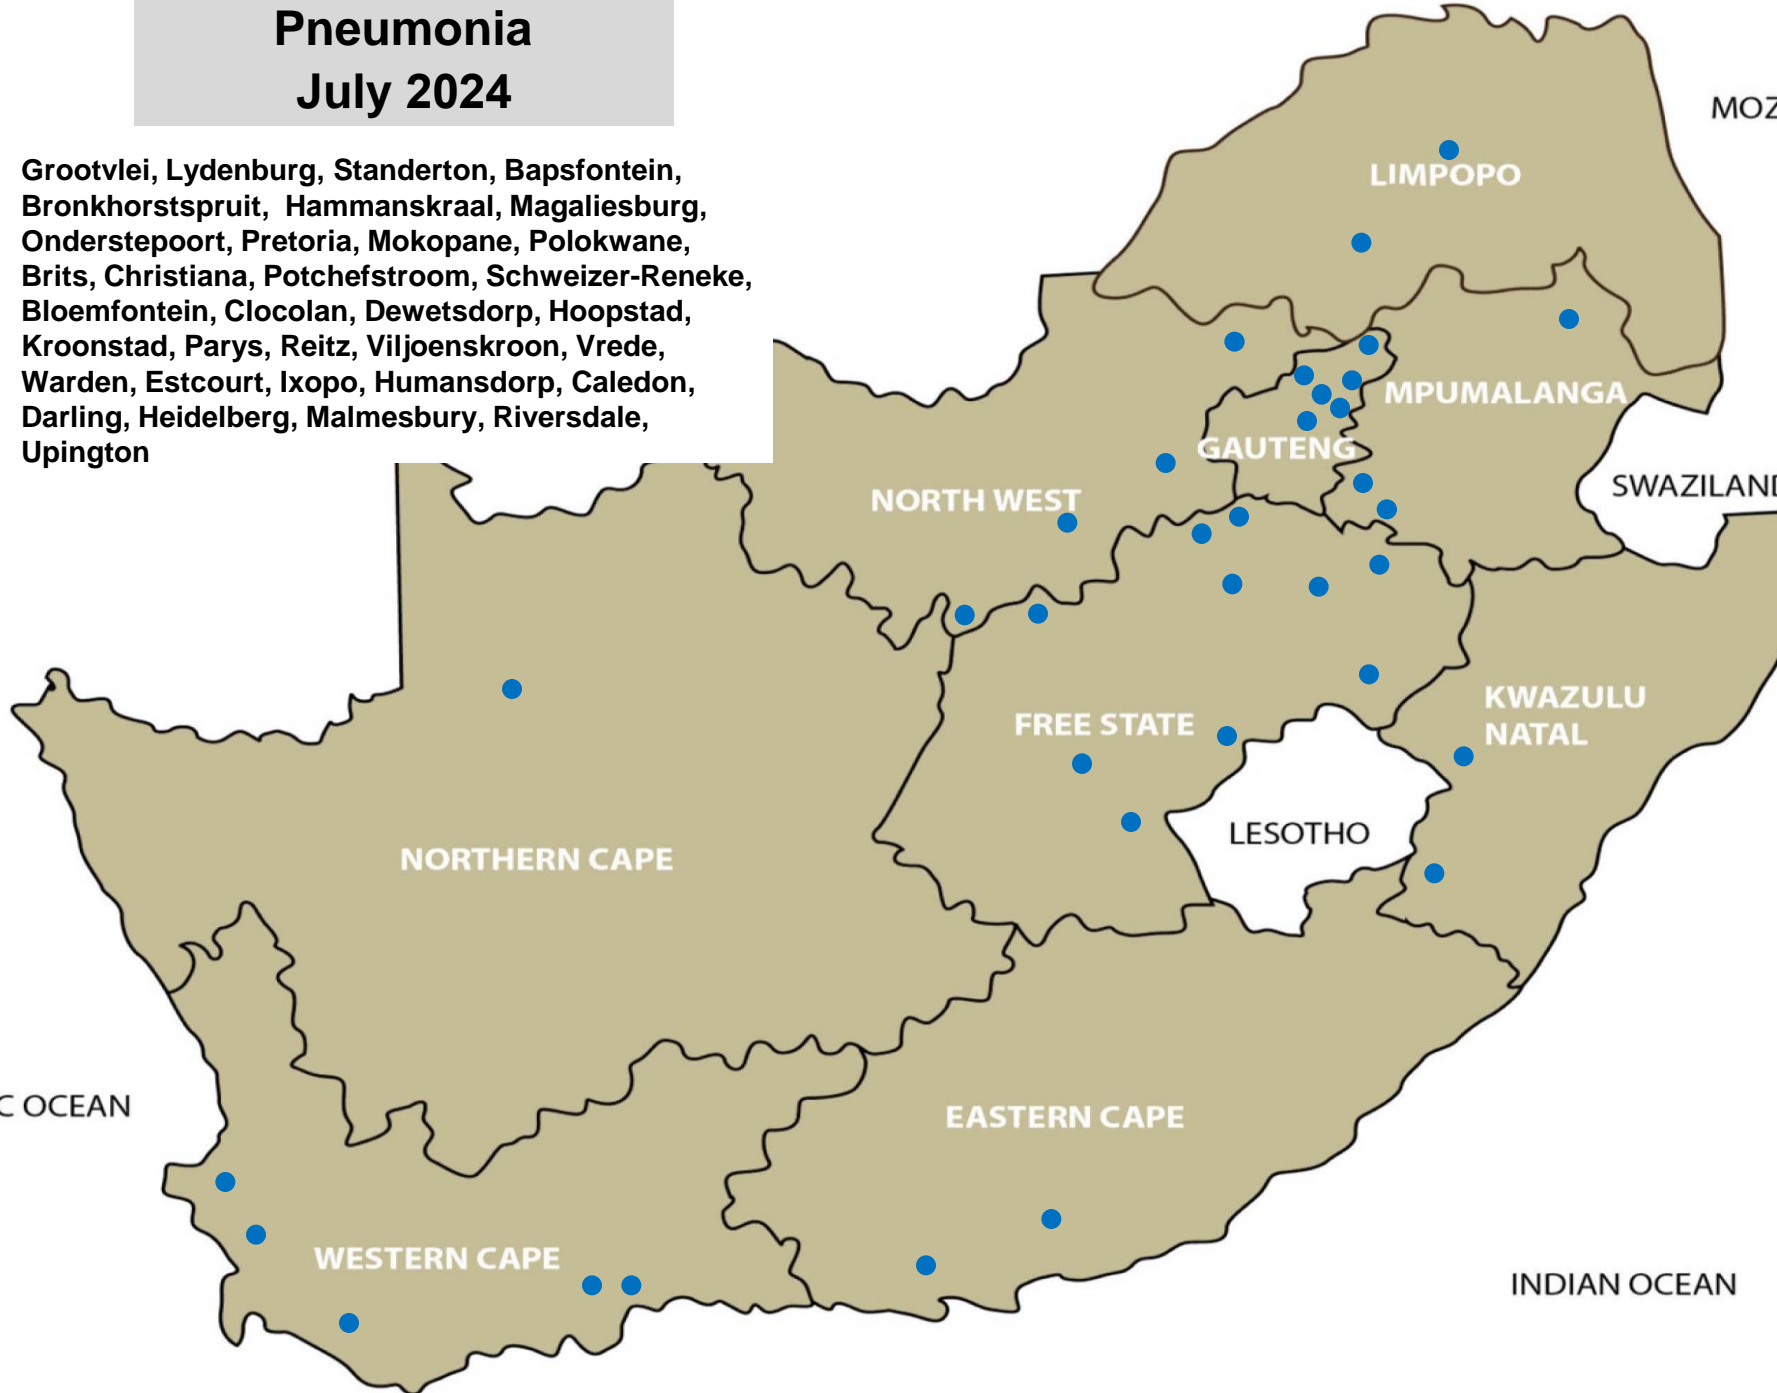 Pneumonia
July 2024
Grootvlei, Lydenburg, Standerton, Bapsfontein,
Bronkhorstspruit, Hammanskraal, Magaliesburg,
Onderstepoort, Pretoria, Mokopane, Polokwane,
Brits, Christiana, Potchefstroom, Schweizer-Reneke,
Bloemfontein, Clocolan, Dewetsdorp, Hoopstad,
Kroonstad, Parys, Reitz, Viljoenskroon, Vrede,
Warden, Estcourt, Ixopo, Humansdorp, Caledon,
Darling, Heidelberg, Malmesbury, Riversdale,
Upington
MOZ
LIMPOPO
MPUMALANGA
GAUTENG
NORTH WEST
SWAZILAND
KWAZULU
NATAL
FREE STATE
LESOTHO
NORTHERN CAPE
C OCEAN
EASTERN CAPE
WESTERN CAPE
INDIAN OCEAN